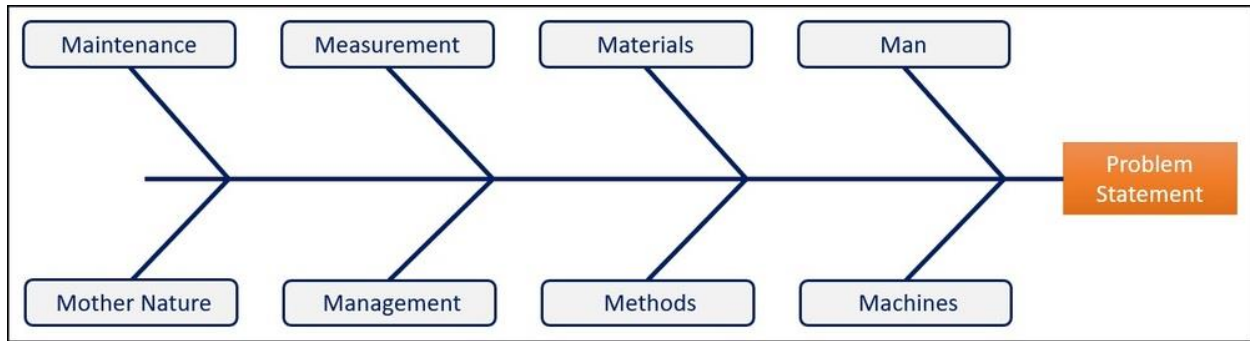 Maintenance
Measurement
Materials
Man
Problem
Statement
Mother Nature
Management
Methods
Machines